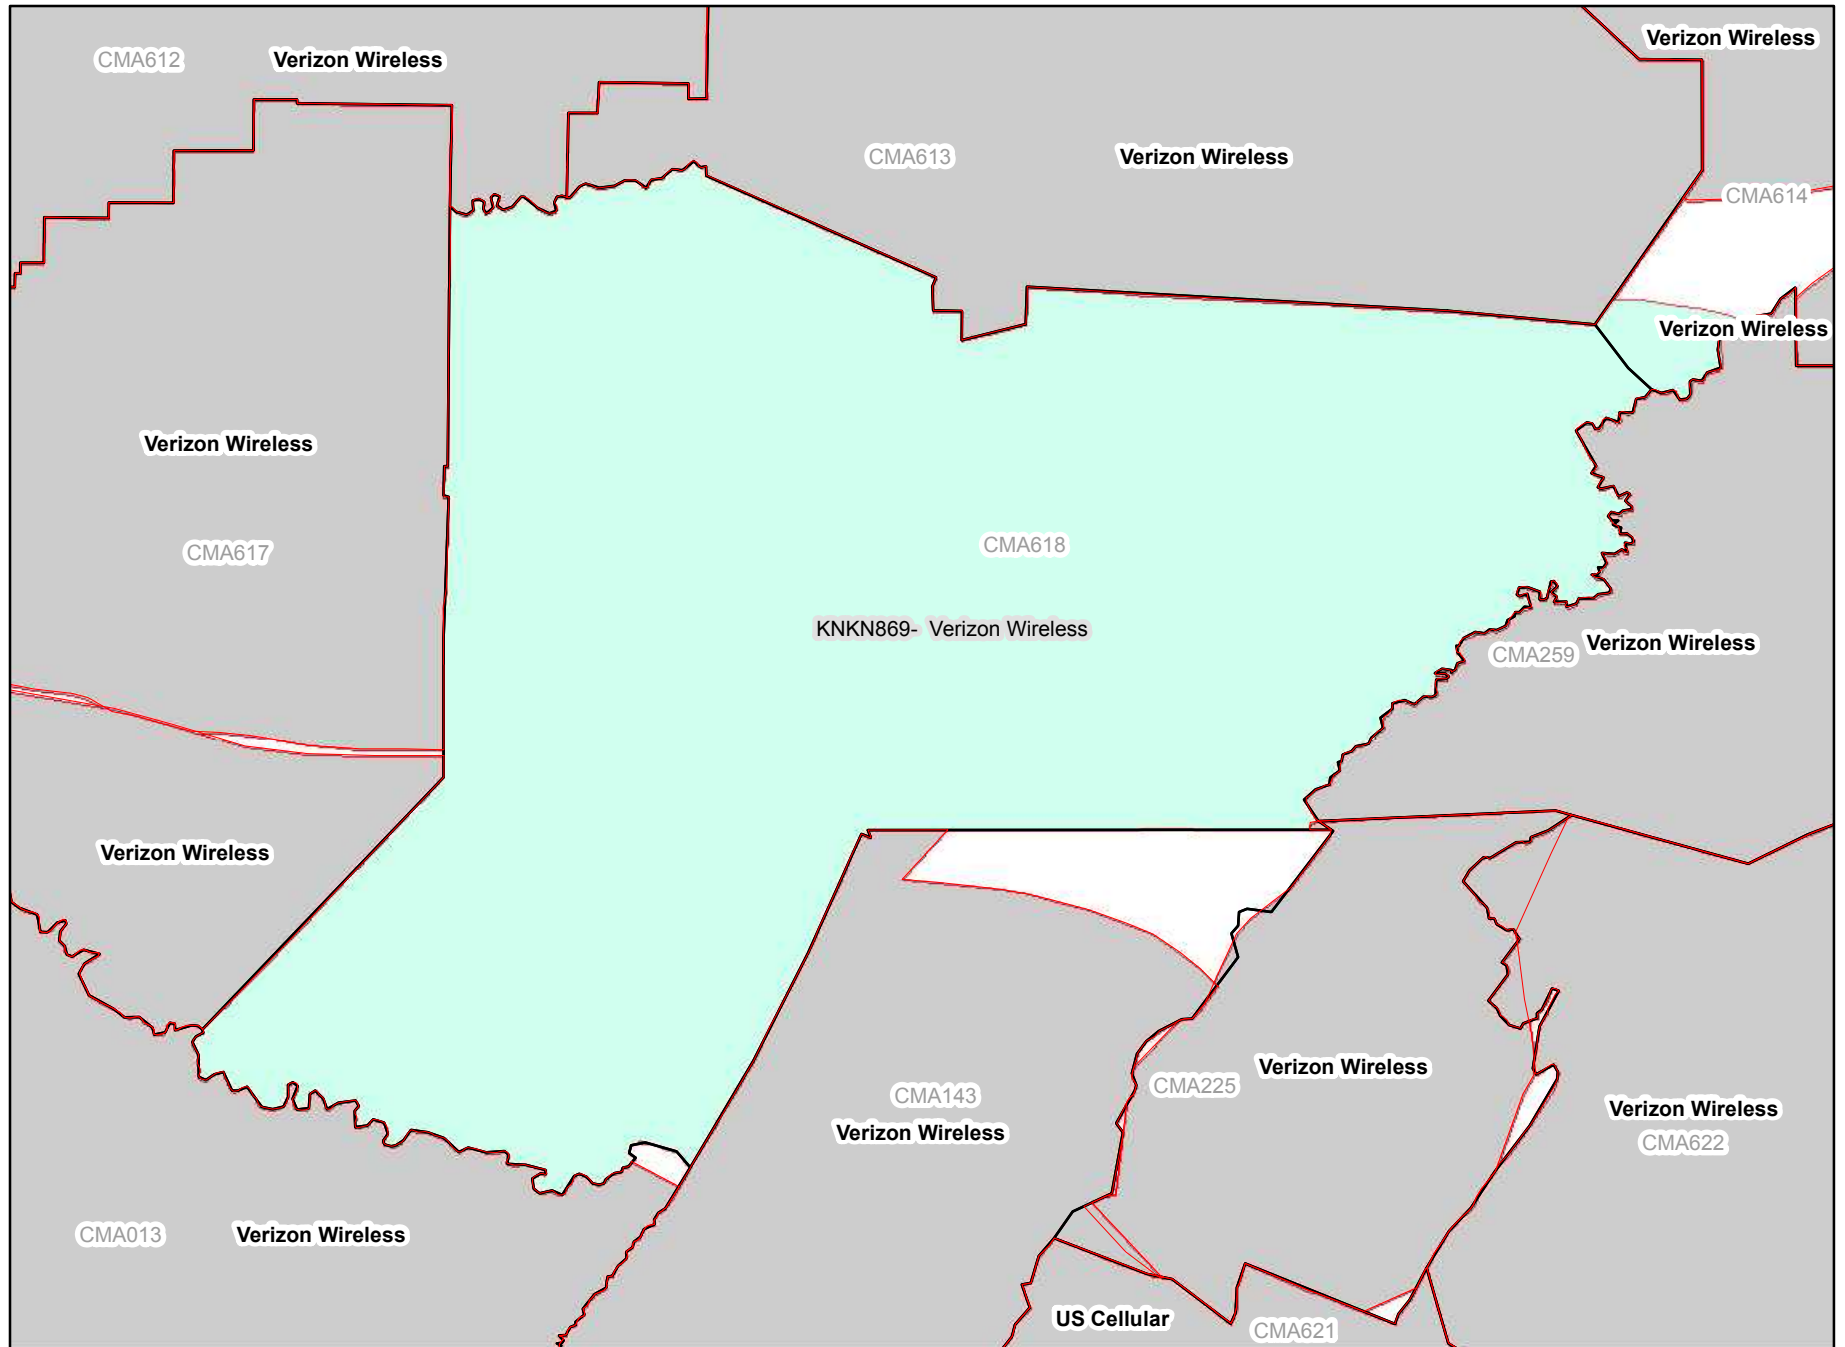 Verizon Wireless
CMA612
Verizon Wireless
CMA613
Verizon Wireless
CMA614
Verizon Wireless
Verizon Wireless
CMA617
CMA618
KNKN869- Verizon Wireless
CMA259
Verizon Wireless
Verizon Wireless
CMA143
Verizon Wireless
CMA225
Verizon Wireless
Verizon Wireless
CMA622
CMA013
Verizon Wireless
US Cellular
CMA621